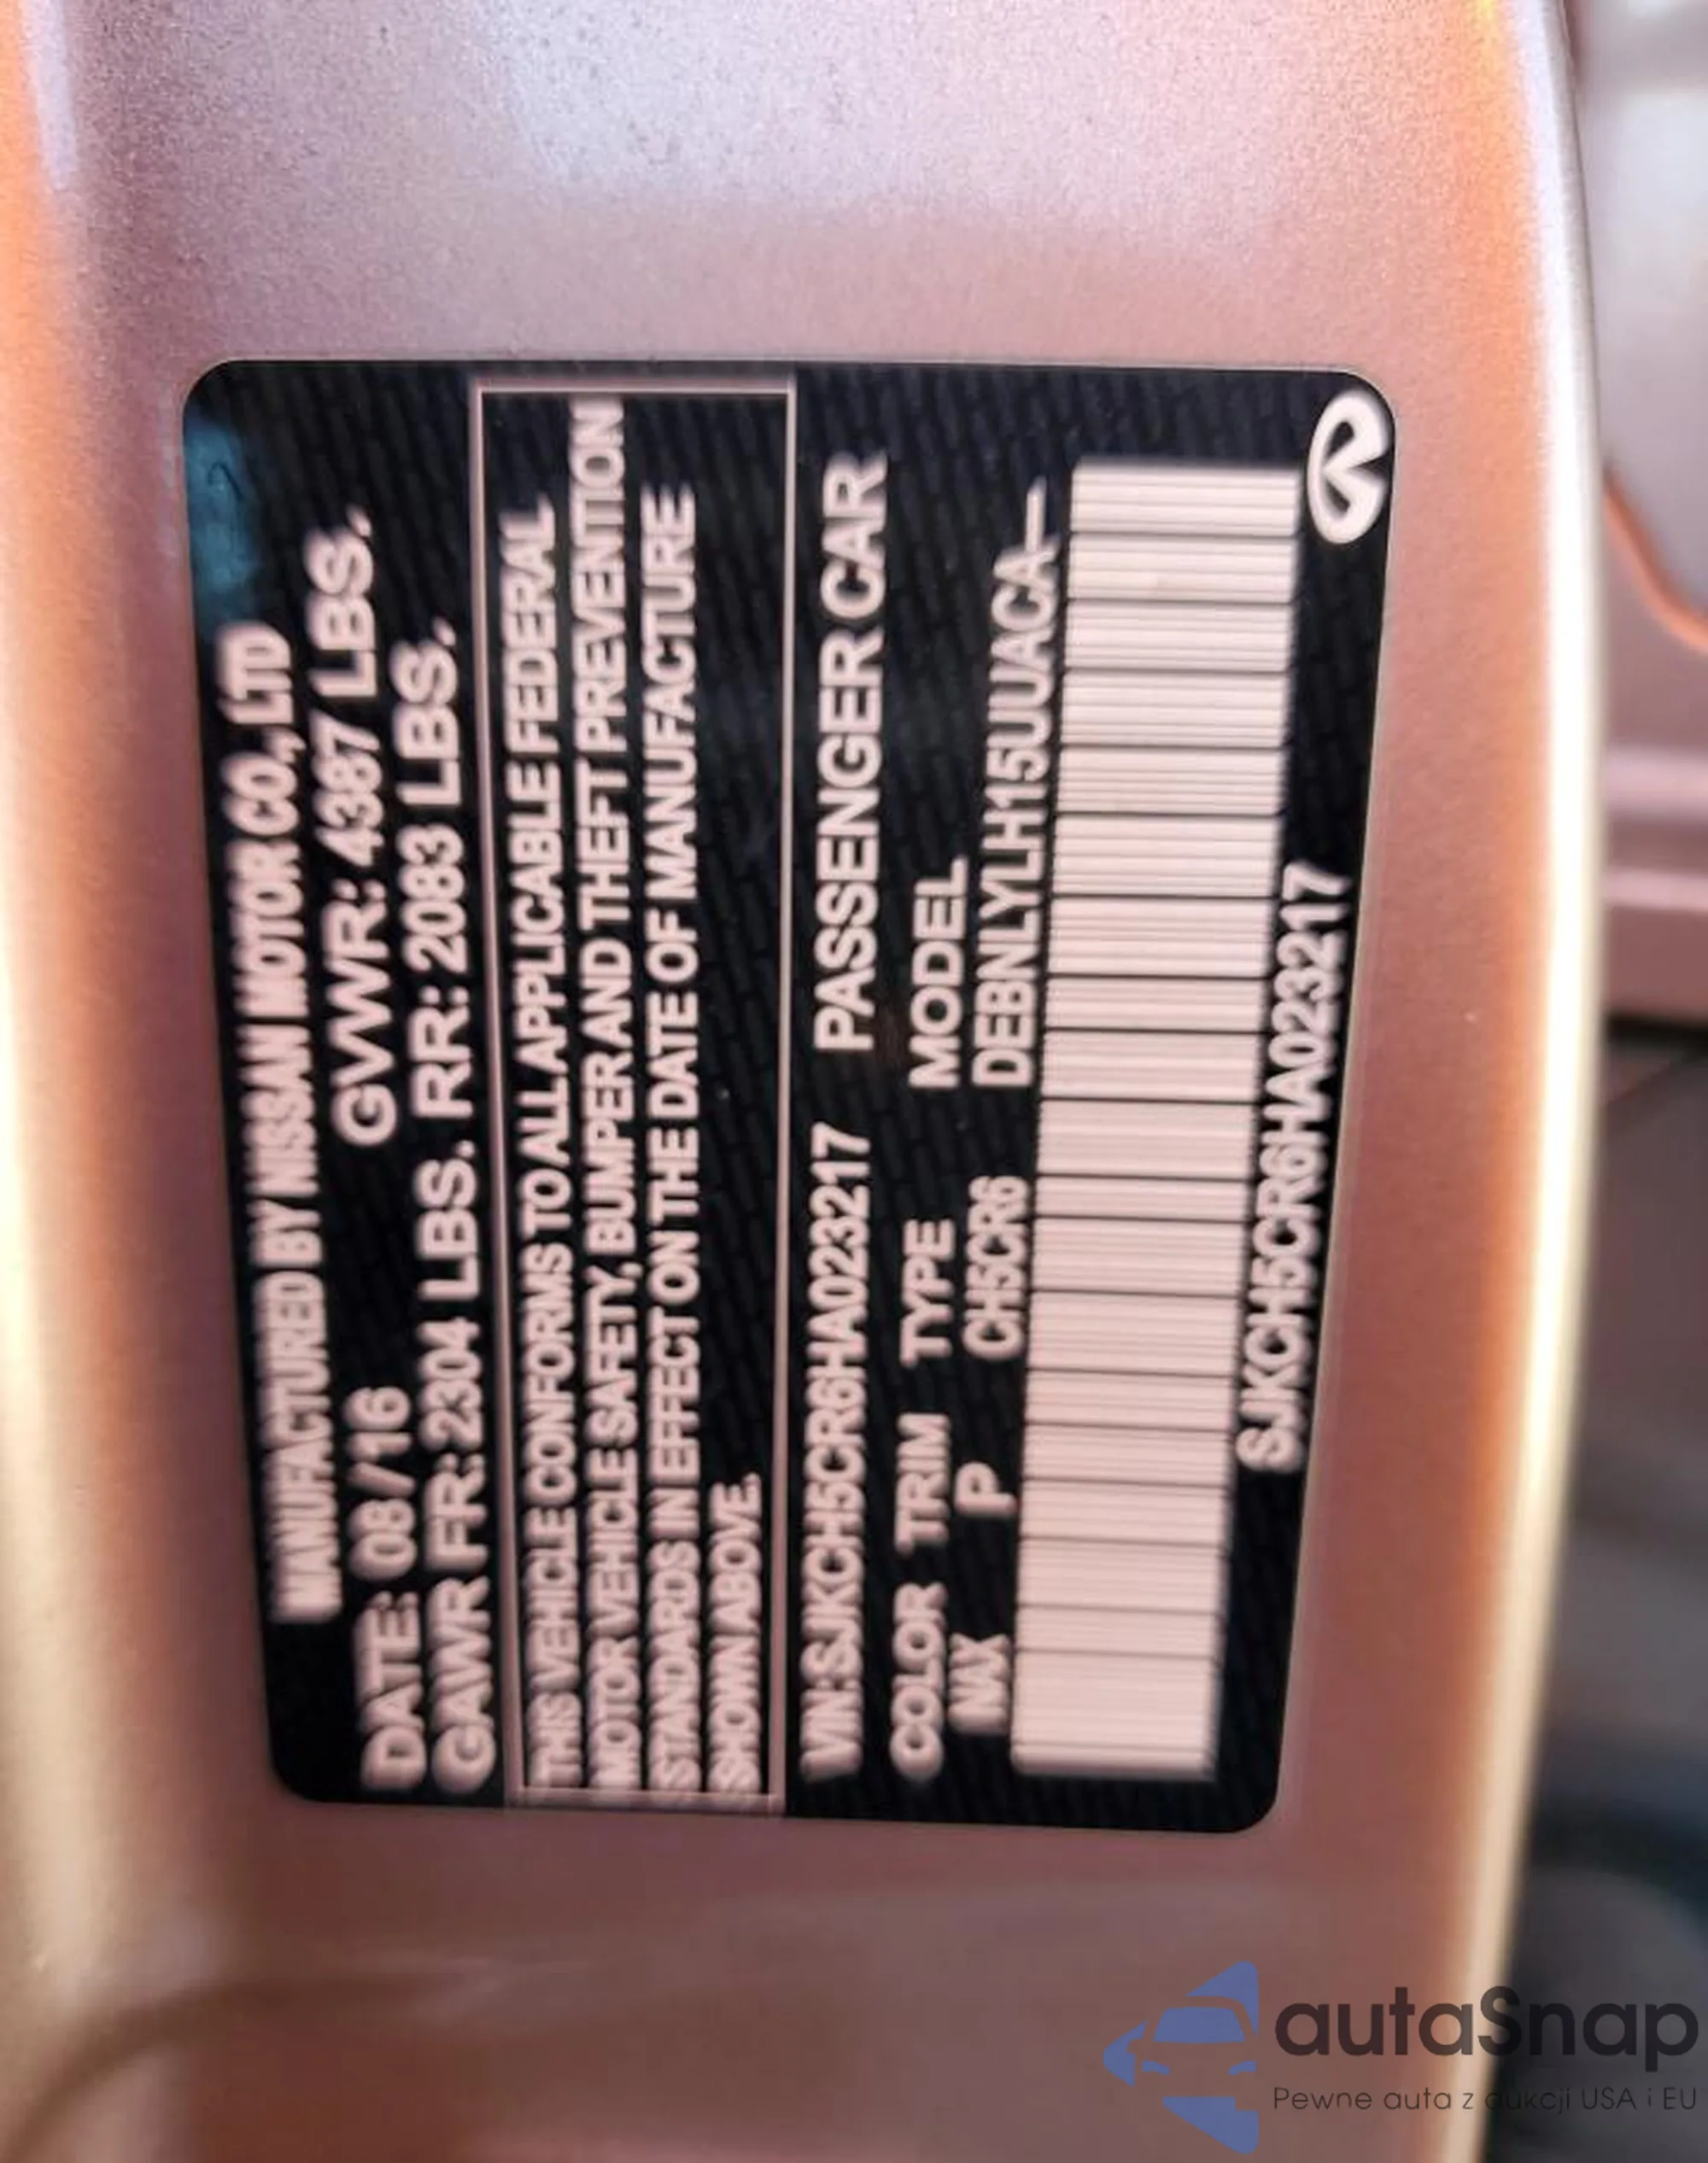 MANUFACTURED BY NISSAN MOTOR CO., LTD
DATE: 08/16 GVWR: 4387 LBS.
GAWR FR: 2304 LBS. RR: 2083 LBS.
THIS VEHICLE CONFORMS TO ALL APPLICABLE FEDERAL
MOTOR VEHICLE SAFETY, BUMPER AND THEFT PREVENTION
STANDARDS IN EFFECT ON THE DATE OF MANUFACTURE
SHOWN ABOVE.
VIN:SJKCH5CR6HA023217 PASSENGER CAR
COLOR TRIM TYPE MODEL
P CH5CR6 DEBNLYLH15UUACA-
SJKCH5CR6HA023217
autaSnap
Pewne auta z aukcji USA i EU